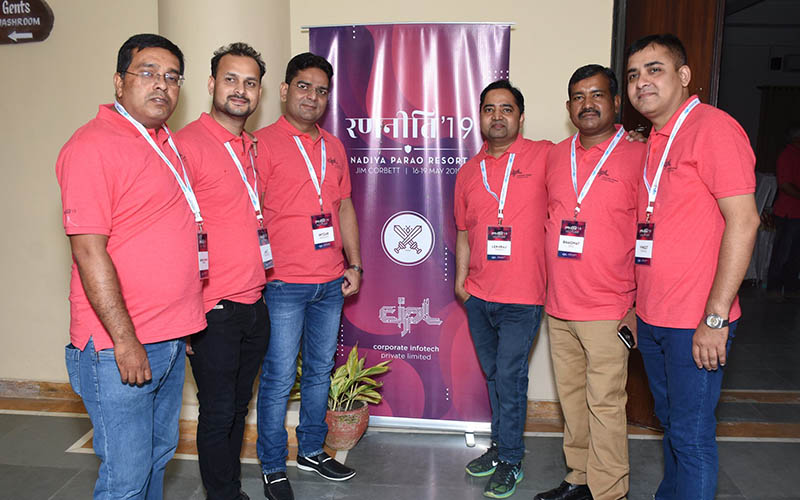 Gents
WASHROOM
रणनीति '19
NADIYA PARAO RESORT
JIM CORBETT | 16-19 MAY 2019
cipl
corporate infotech
private limited